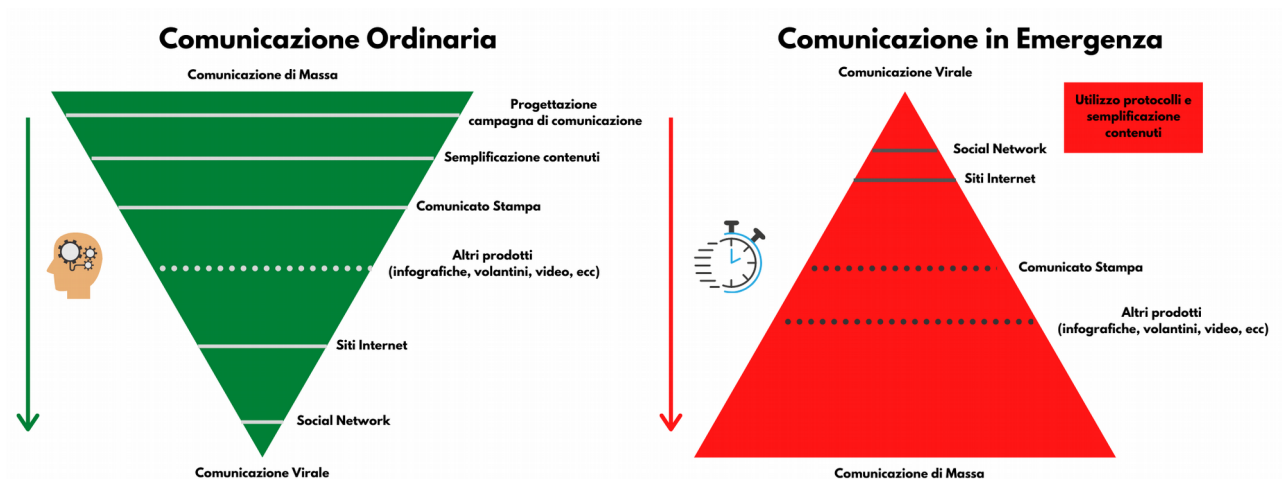 Comunicazione Ordinaria
Comunicazione di Massa
Progettazione
campagna di comunicazione
Semplificazione contenuti
Comunicato Stampa
Altri prodotti
(infografiche, volantini, video, ecc)
Siti Internet
Social Network
Comunicazione Virale
Comunicazione in Emergenza
Comunicazione Virale
Utilizzo protocolli e
semplificazione
contenuti
Social Network
Siti Internet
Comunicato Stampa
Altri prodotti
(infografiche, volantini, video, ecc)
Comunicazione di Massa